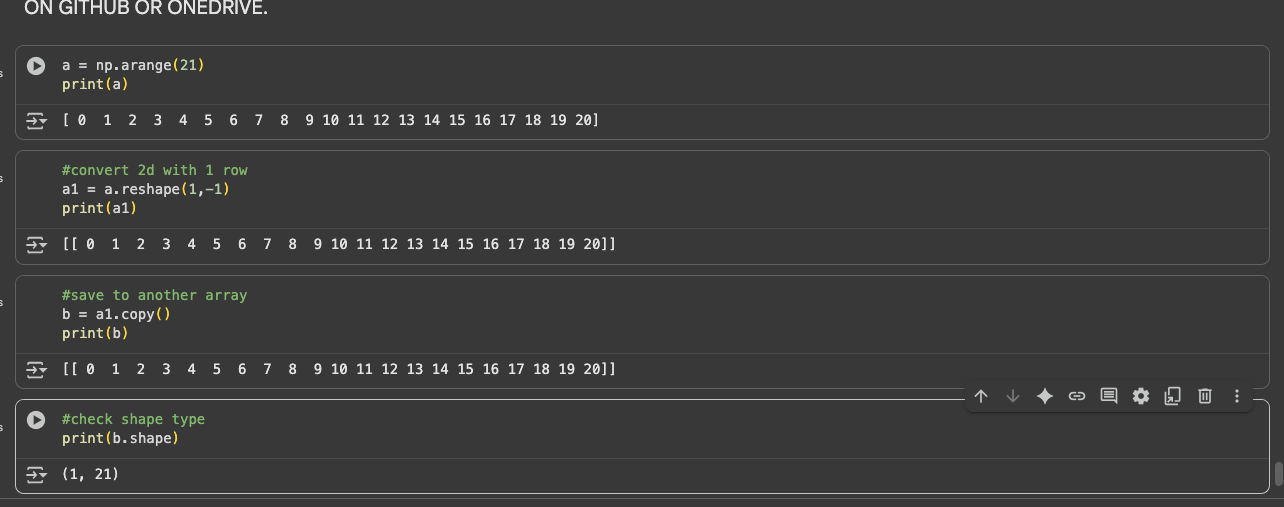 ON GITHUB OR ONEDRIVE.
a = np.arange(21)
print(a)
[ 0  1  2  3  4  5  6  7  8  9 10 11 12 13 14 15 16 17 18 19 20]
#convert 2d with 1 row
a1 = a.reshape(1,-1)
print(a1)
[[ 0  1  2  3  4  5  6  7  8  9 10 11 12 13 14 15 16 17 18 19 20]]
#save to another array
b = a1.copy()
print(b)
[[ 0  1  2  3  4  5  6  7  8  9 10 11 12 13 14 15 16 17 18 19 20]]
#check shape type
print(b.shape)
(1, 21)